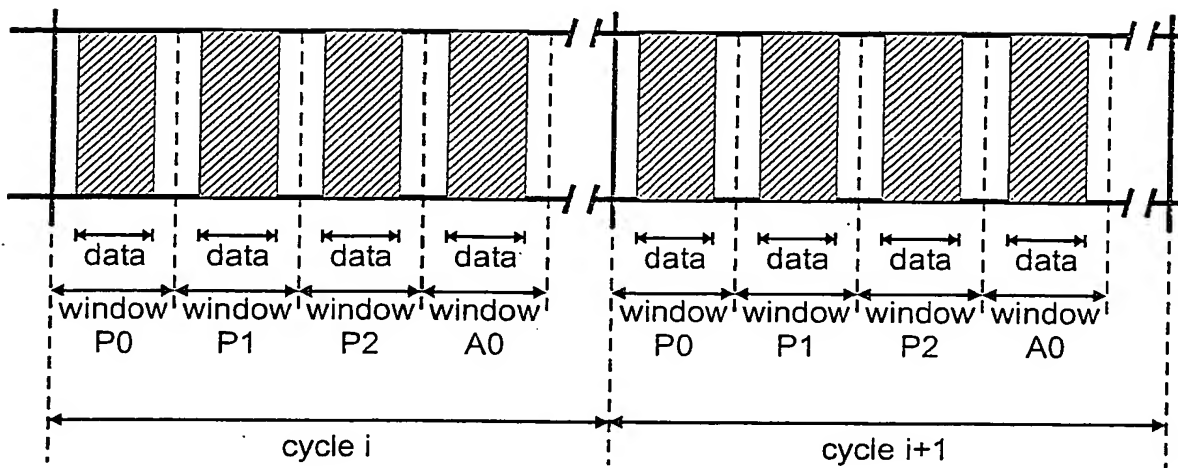 data data data data data data data data
window window window window window window window window
P0 P1 P2 A0 P0 P1 P2 A0
cycle i cycle i+1